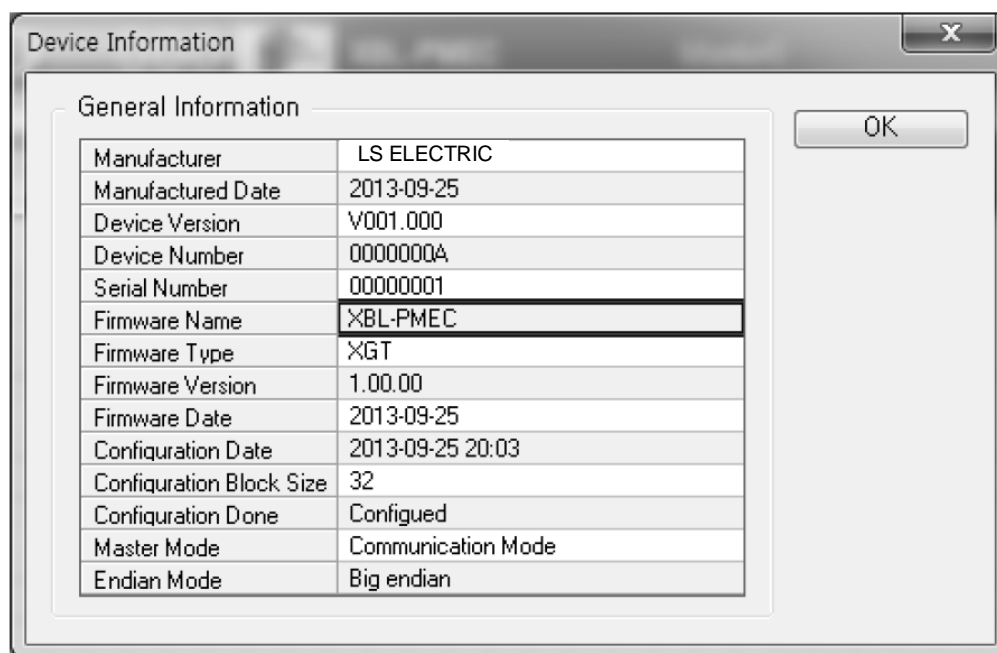 Device Information
X
General Information
OK
Manufacturer LS ELECTRIC
Manufactured Date 2013-09-25
Device Version V001.000
Device Number 0000000A
Serial Number 00000001
Firmware Name XBL-PMEC
Firmware Type XGT
Firmware Version 1.00.00
Firmware Date 2013-09-25
Configuration Date 2013-09-25 20:03
Configuration Block Size 32
Configuration Done Configued
Master Mode Communication Mode
Endian Mode Big endian